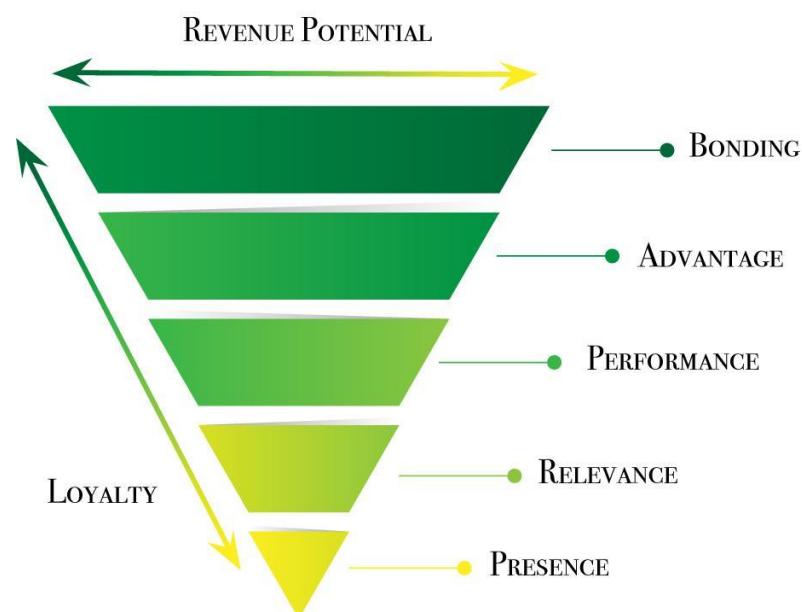 Revenue Potential
Bonding
Advantage
Performance
Relevance
Loyalty
Presence